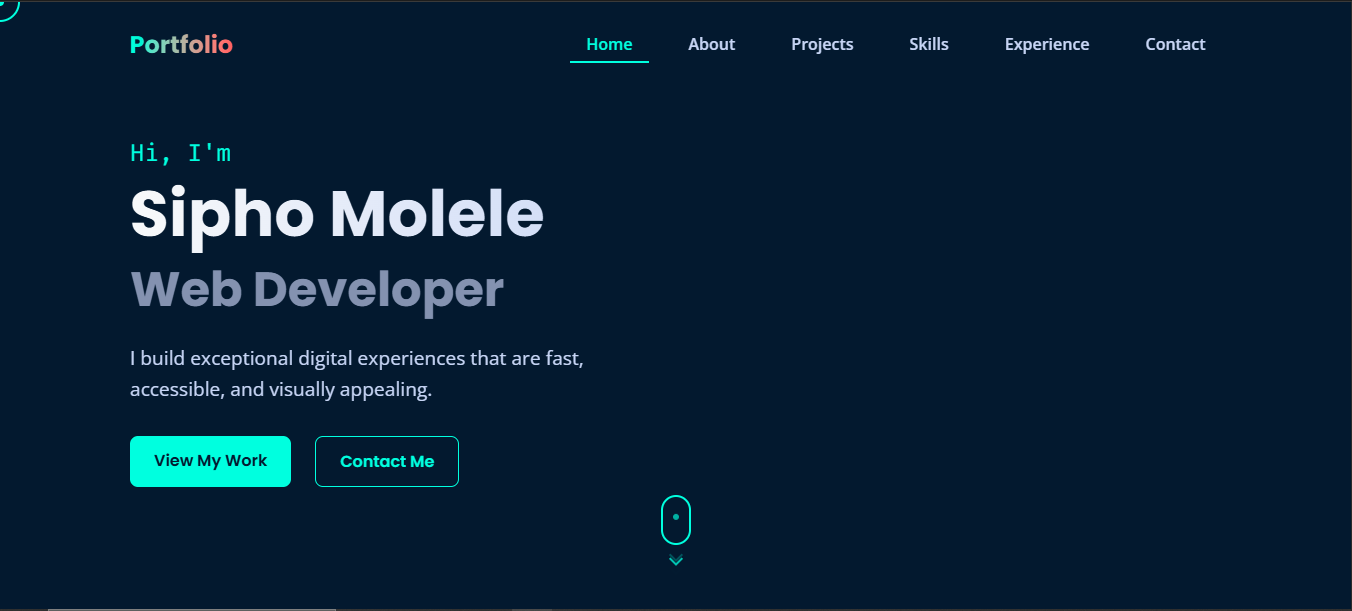 Portfolio
Home About Projects Skills Experience Contact
Hi, I'm
Sipho Molele
Web Developer
I build exceptional digital experiences that are fast,
accessible, and visually appealing.
View My Work
Contact Me